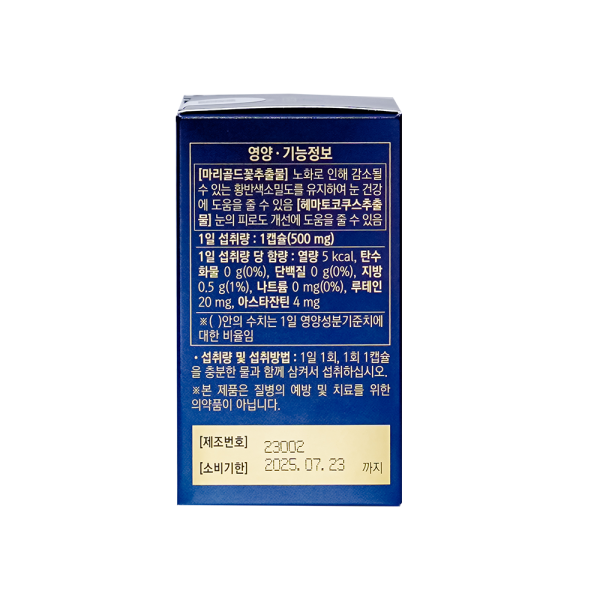 영양 · 기능정보
[마리골드꽃추출물] 노화로 인해 감소될
수 있는 황반색소밀도를 유지하여 눈 건강
에 도움을 줄 수 있음 [헤마토코쿠스추출
물] 눈의 피로도 개선에 도움을 줄 수 있음
1일 섭취량 : 1캡슐(500 mg)
1일 섭취량 당 함량 : 열량 5 kcal, 탄수
화물 0 g(0%), 단백질 0 g(0%), 지방
0.5 g(1%), 나트륨 0 mg(0%), 루테인
20 mg, 아스타잔틴 4 mg
※( )안의 수치는 1일 영양성분기준치에
대한 비율임
• 섭취량 및 섭취방법 : 1일 1회, 1회 1캡슐
을 충분한 물과 함께 삼켜서 섭취하십시오.
※본 제품은 질병의 예방 및 치료를 위한
의약품이 아닙니다.
[제조번호] 23002
[소비기한] 2025. 07. 23 까지